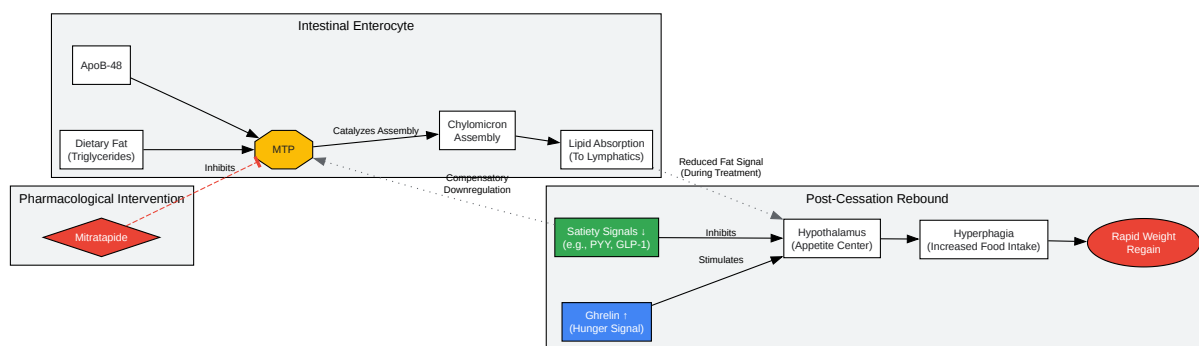 Intestinal Enterocyte
ApoB-48
Dietary Fat
(Triglycerides)
MTP
Catalyzes Assembly
Chylomicron
Assembly
Lipid Absorption
(To Lymphatics)
Inhibits
Pharmacological Intervention
Mitratapide
Compensatory
Downregulation
Reduced Fat Signal
(During Treatment)
Post-Cessation Rebound
Satiety Signals ↓
(e.g., PYY, GLP-1)
Inhibits
Stimulates
Ghrelin ↑
(Hunger Signal)
Hypothalamus
(Appetite Center)
Hyperphagia
(Increased Food Intake)
Rapid Weight
Regain